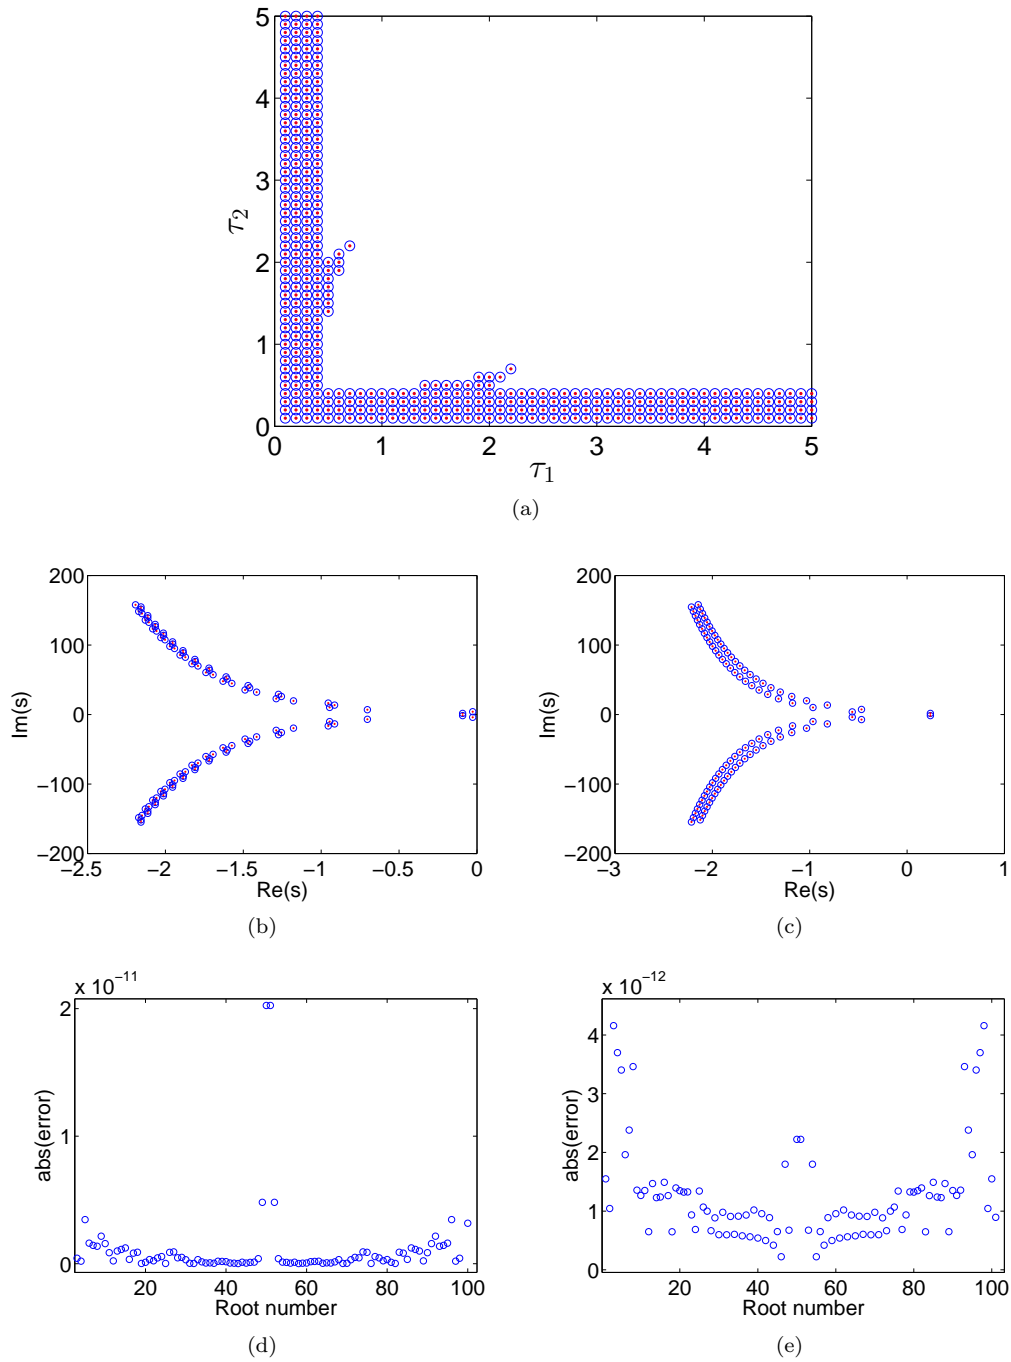 5
4
3
2
1
0
τ2
0 1 2 3 4 5
τ1
(a)
200
100
0
−100
−200
Im(s)
−2.5 −2 −1.5 −1 −0.5 0
Re(s)
(b)
200
100
0
−100
−200
Im(s)
−3 −2 −1 0 1
Re(s)
(c)
x 10−11
2
1
0
abs(error)
20 40 60 80 100
Root number
(d)
x 10−12
4
3
2
1
0
abs(error)
20 40 60 80 100
Root number
(e)